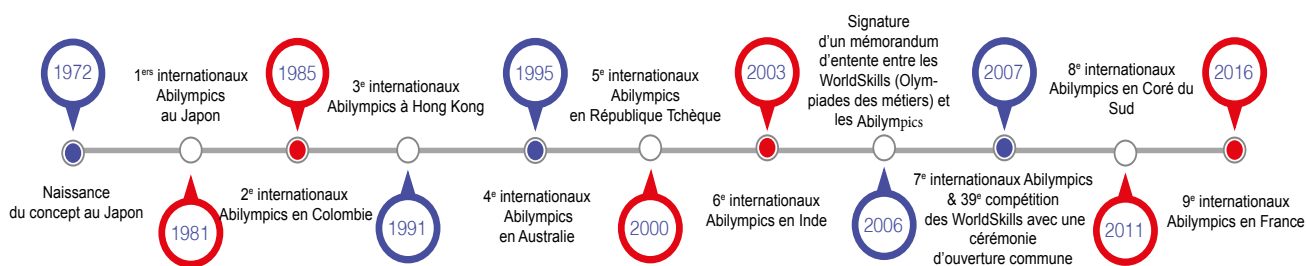 1972
Naissance
du concept au Japon
1ers internationaux
Abilympics
au Japon
1981
1985
2e internationaux
Abilympics en Colombie
3e internationaux
Abilympics à Hong Kong
1991
1995
4e internationaux
Abilympics
en Australie
5e internationaux
Abilympics
en République Tchèque
2000
2003
6e internationaux
Abilympics en Inde
Signature
d'un mémorandum
d'entente entre les
WorldSkills (Olym-
piades des métiers) et
les Abilympics
2006
2007
7e internationaux Abilympics
& 39e compétition
des WorldSkills avec une
cérémonie
d'ouverture commune
8e internationaux
Abilympics en Coré du
Sud
2011
2016
9e internationaux
Abilympics en France